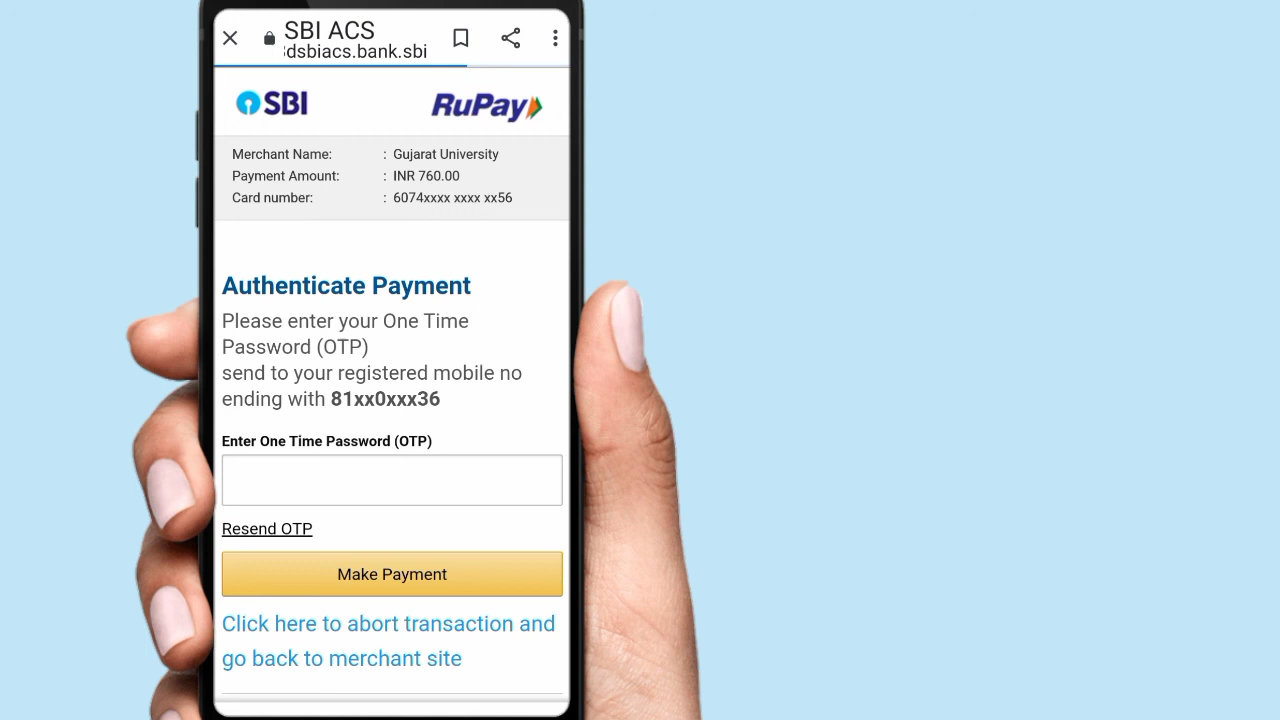 SBI ACS
3dsbiacs.bank.sbi
SBI
RuPay
Merchant Name: : Gujarat University
Payment Amount: : INR 760.00
Card number: : 6074xxxx xxxx xx56
Authenticate Payment
Please enter your One Time
Password (OTP)
send to your registered mobile no
ending with 81xx0xxx36
Enter One Time Password (OTP)
Resend OTP
Make Payment
Click here to abort transaction and
go back to merchant site